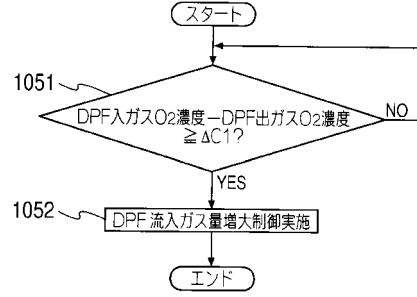 スタート
1051
DPF入ガスO2濃度－DPF出ガスO2濃度
≧ΔC1?
NO
YES
1052
DPF流入ガス量増大制御実施
エンド